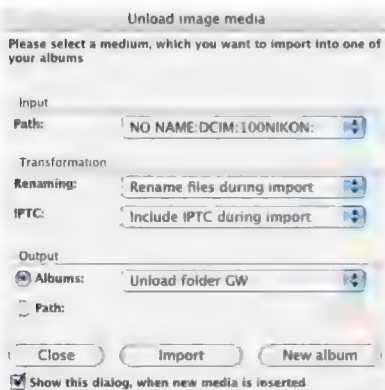 Unload image media
Please select a medium, which you want to import into one of
your albums
Input
Path: NO NAME:DCIM:100NIKON:
Transformation
Renaming: Rename files during import
IPTC: Include IPTC during import
Output
Albums: Unload folder GW
Path:
Close Import New album
Show this dialog, when new media is inserted